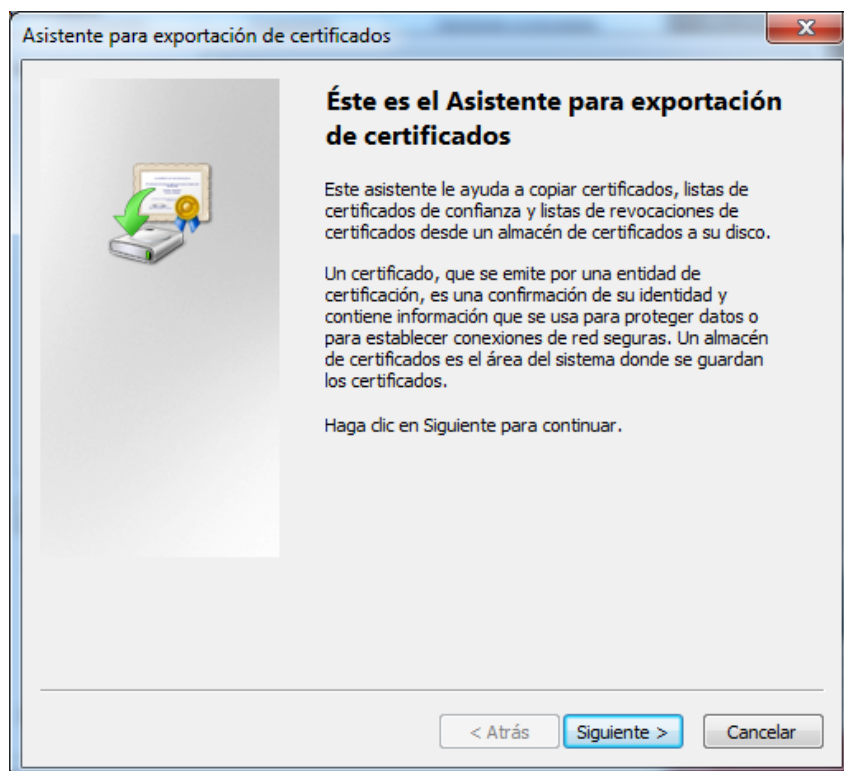 Asistente para exportación de certificados
Éste es el Asistente para exportación
de certificados
Este asistente le ayuda a copiar certificados, listas de
certificados de confianza y listas de revocaciones de
certificados desde un almacén de certificados a su disco.
Un certificado, que se emite por una entidad de
certificación, es una confirmación de su identidad y
contiene información que se usa para proteger datos o
para establecer conexiones de red seguras. Un almacén
de certificados es el área del sistema donde se guardan
los certificados.
Haga clic en Siguiente para continuar.
< Atrás Siguiente > Cancelar